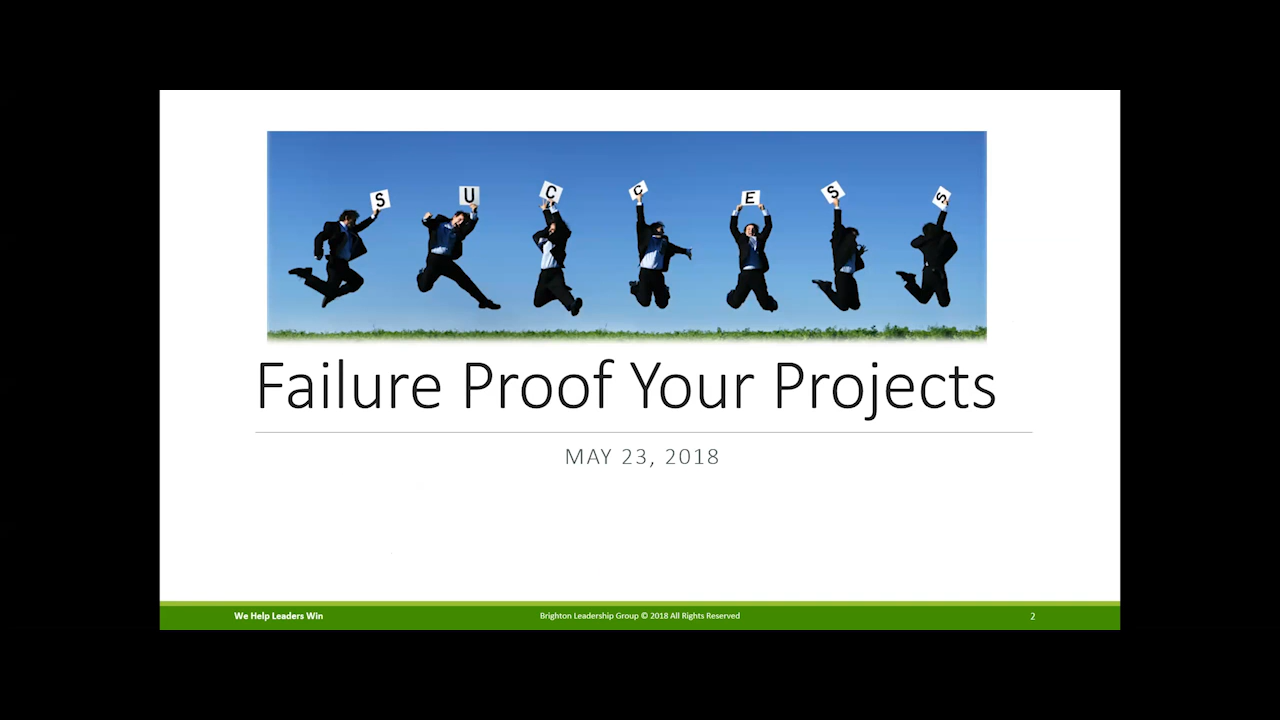 S U C C E S S
Failure Proof Your Projects
MAY 23, 2018
We Help Leaders Win
Brighton Leadership Group © 2018 All Rights Reserved
2